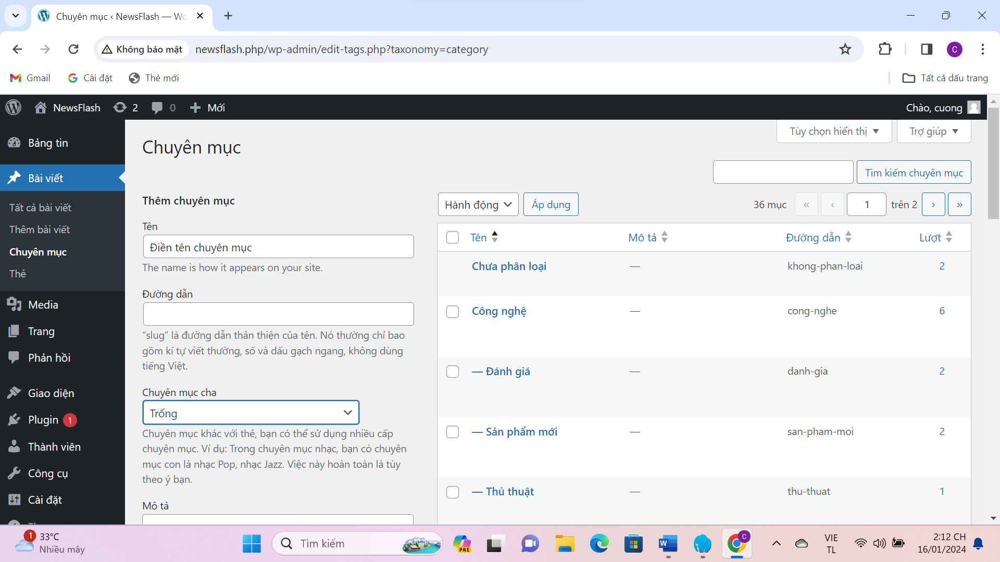 Chuyên mục ‹ NewsFlash — Wo
Không bảo mật
newsflash.php/wp-admin/edit-tags.php?taxonomy=category
C
Gmail
Cài đặt
Thẻ mới
Tất cả dấu trang
NewsFlash
2
0
Mới
Chào, cuong
Bảng tin
Bài viết
Tất cả bài viết
Thêm bài viết
Chuyên mục
Thẻ
Media
Trang
Phản hồi
Giao diện
Plugin 1
Thành viên
Công cụ
Cài đặt
Tùy chọn hiển thị ▼
Trợ giúp ▼
Chuyên mục
Tìm kiếm chuyên mục
Thêm chuyên mục
Tên
Điền tên chuyên mục
The name is how it appears on your site.
Đường dẫn
“slug” là đường dẫn thân thiện của tên. Nó thường chỉ bao
gồm kí tự viết thường, số và dấu gạch ngang, không dùng
tiếng Việt.
Chuyên mục cha
Trống
Chuyên mục khác với thẻ, bạn có thể sử dụng nhiều cấp
chuyên mục. Ví dụ: Trong chuyên mục nhạc, bạn có chuyên
mục con là nhạc Pop, nhạc Jazz. Việc này hoàn toàn là tùy
theo ý bạn.
Mô tả
Hành động
Áp dụng
36 mục « ‹ 1 trên 2 › »
Tên Mô tả Đường dẫn Lượt
Chưa phân loại — khong-phan-loai 2
Công nghệ — cong-nghe 6
— Đánh giá — danh-gia 2
— Sản phẩm mới — san-pham-moi 2
— Thủ thuật — thu-thuat 1
1
33°C
Nhiều mây
Tìm kiếm
PRE
W
C
VIE
TL
2:12 CH
16/01/2024